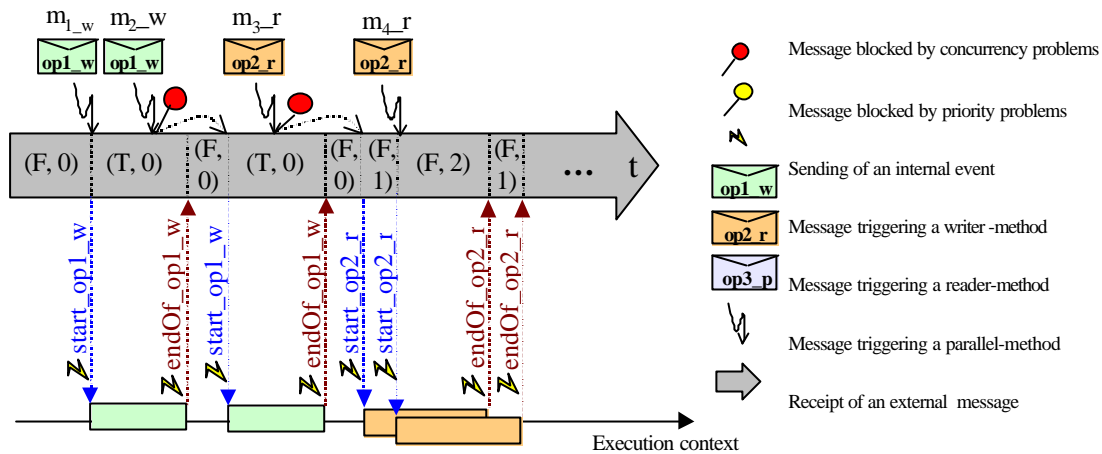 m1_w m2_w m3_r m4_r
op1_w op1_w op2_r op2_r
(F, 0) (T, 0) (F, 0) (T, 0) (F, 0) (F, 1) (F, 2) (F, 1) ... t
start_op1_w
endOf_op1_w
start_op1_w
endOf_op1_w
start_op2_r
start_op2_r
endOf_op2_r
endOf_op2_r
Execution context
Message blocked by concurrency problems
Message blocked by priority problems
Sending of an internal event
op1_w
Message triggering a writer-method
op2_r
Message triggering a reader-method
op3_p
Message triggering a parallel-method
Receipt of an external message